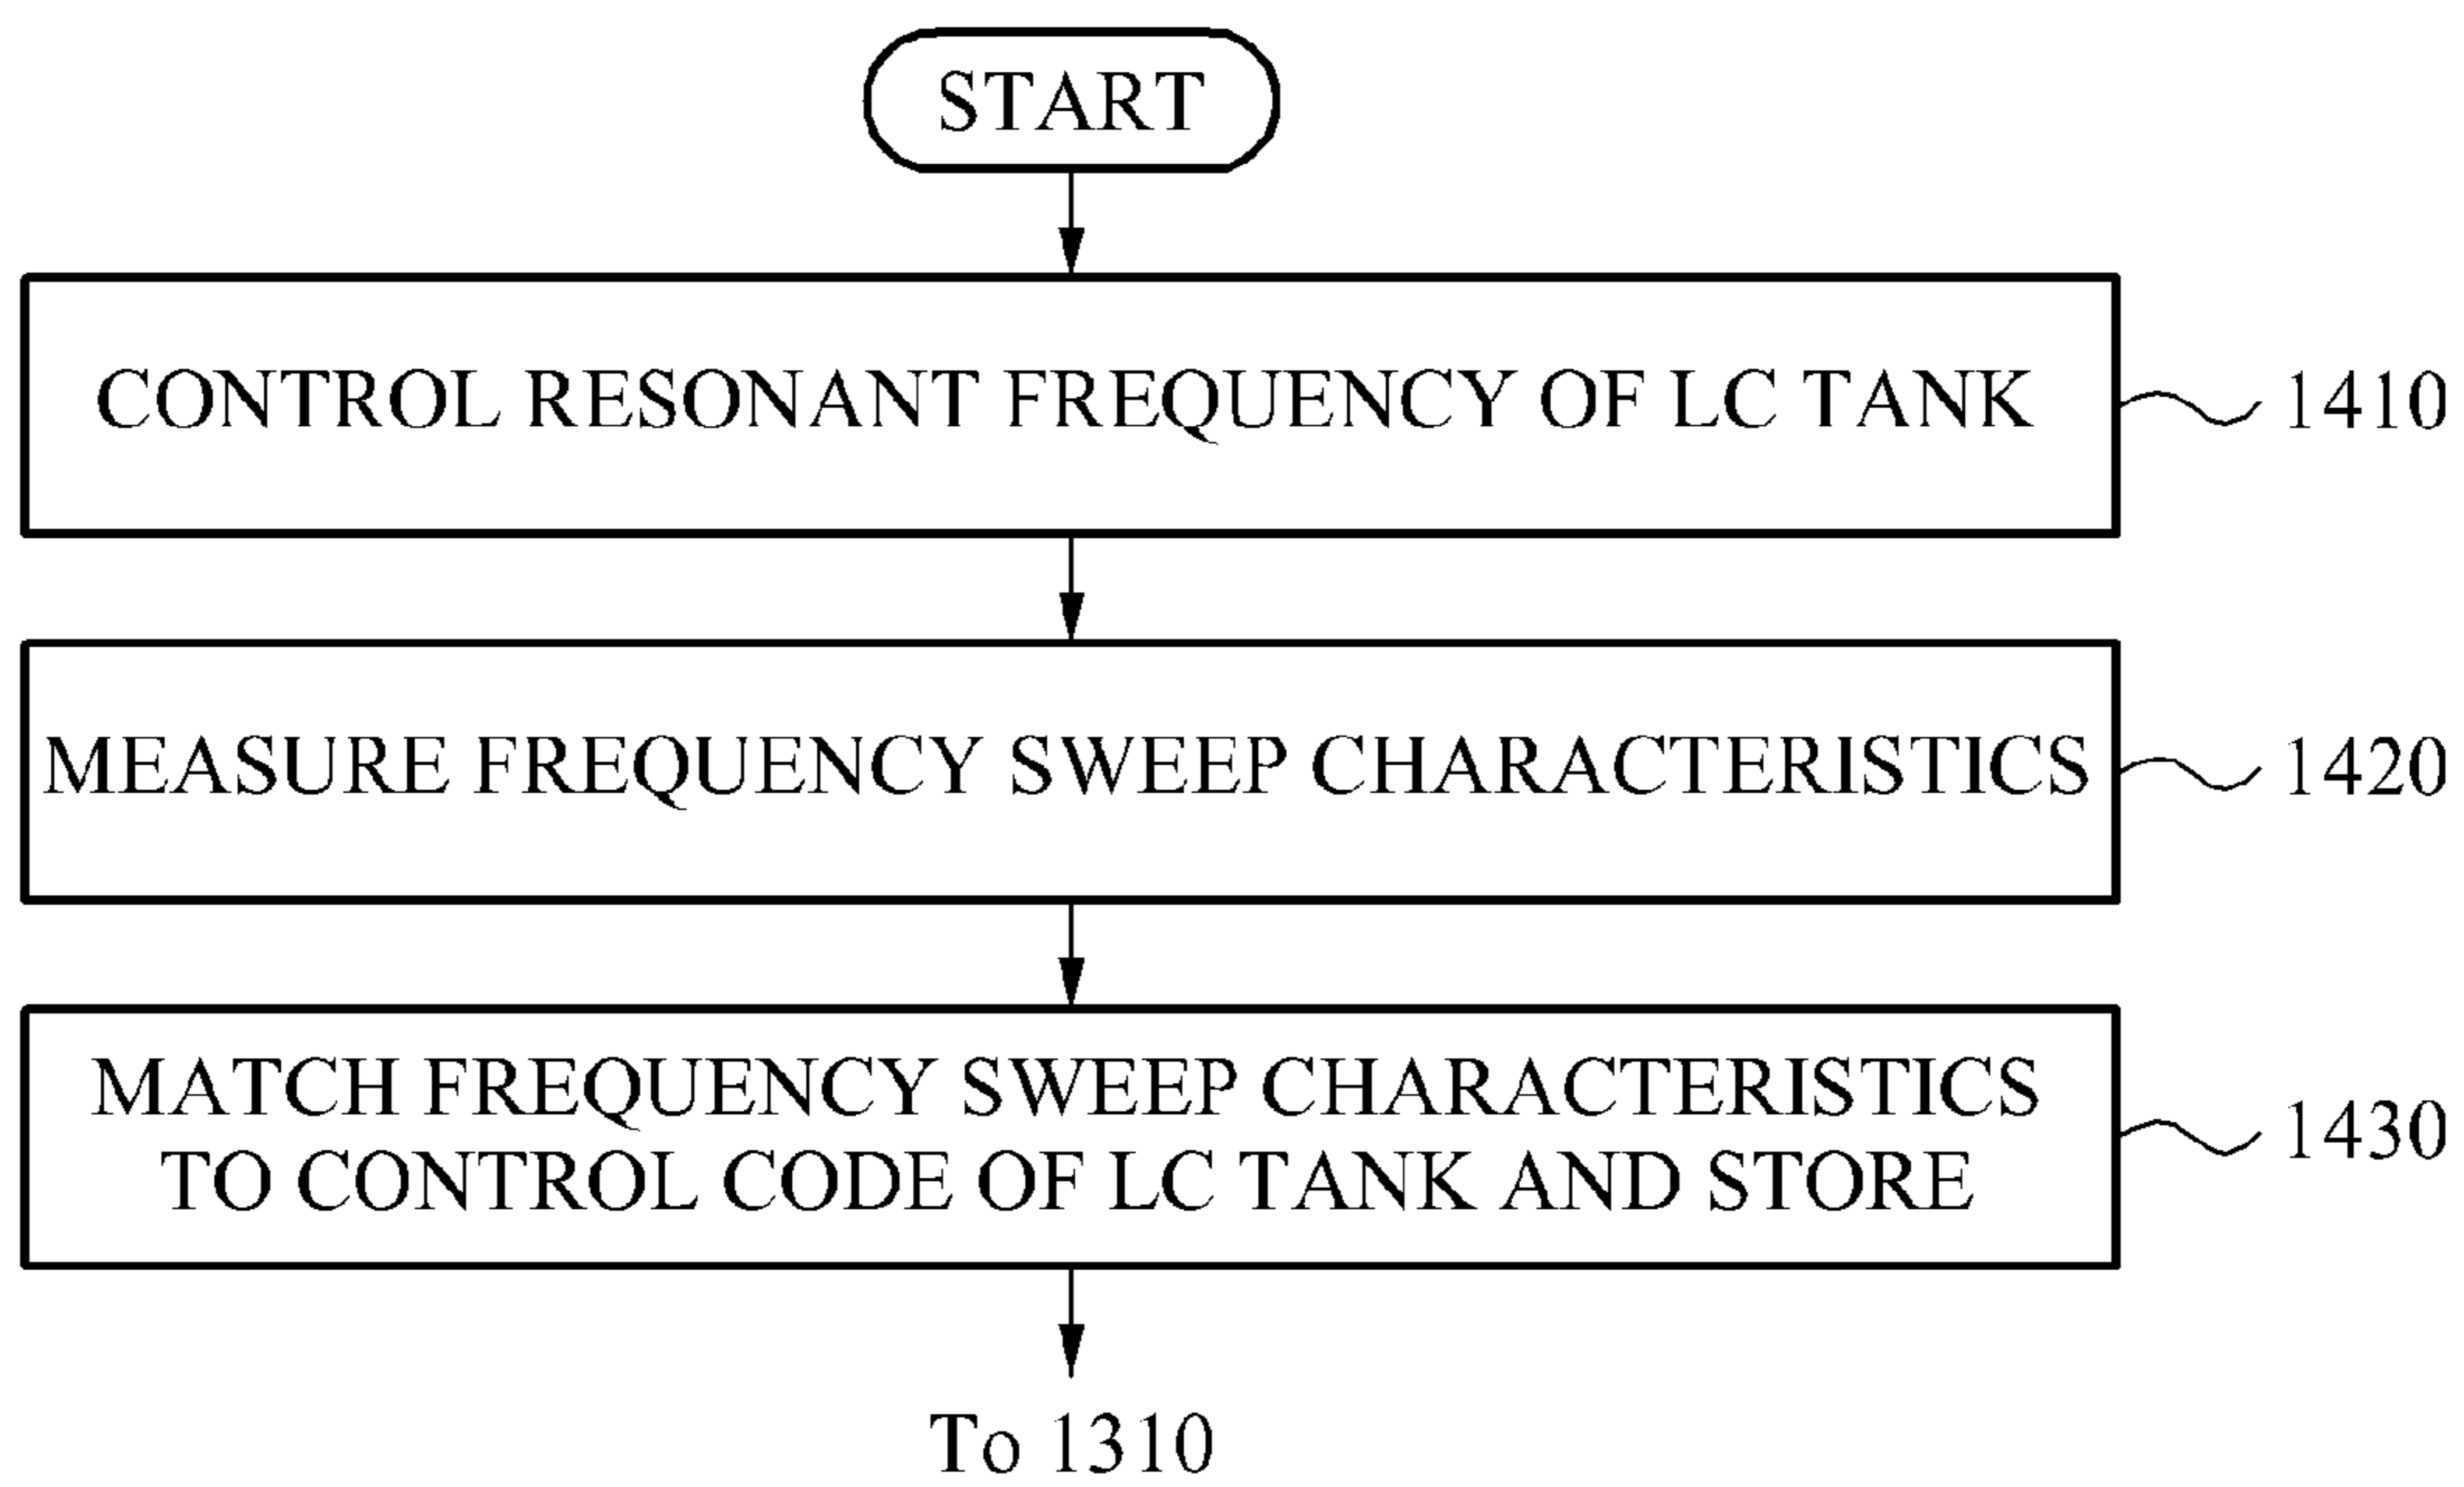 START
CONTROL RESONANT FREQUENCY OF LC TANK
1410
MEASURE FREQUENCY SWEEP CHARACTERISTICS
1420
MATCH FREQUENCY SWEEP CHARACTERISTICS
TO CONTROL CODE OF LC TANK AND STORE
1430
To 1310